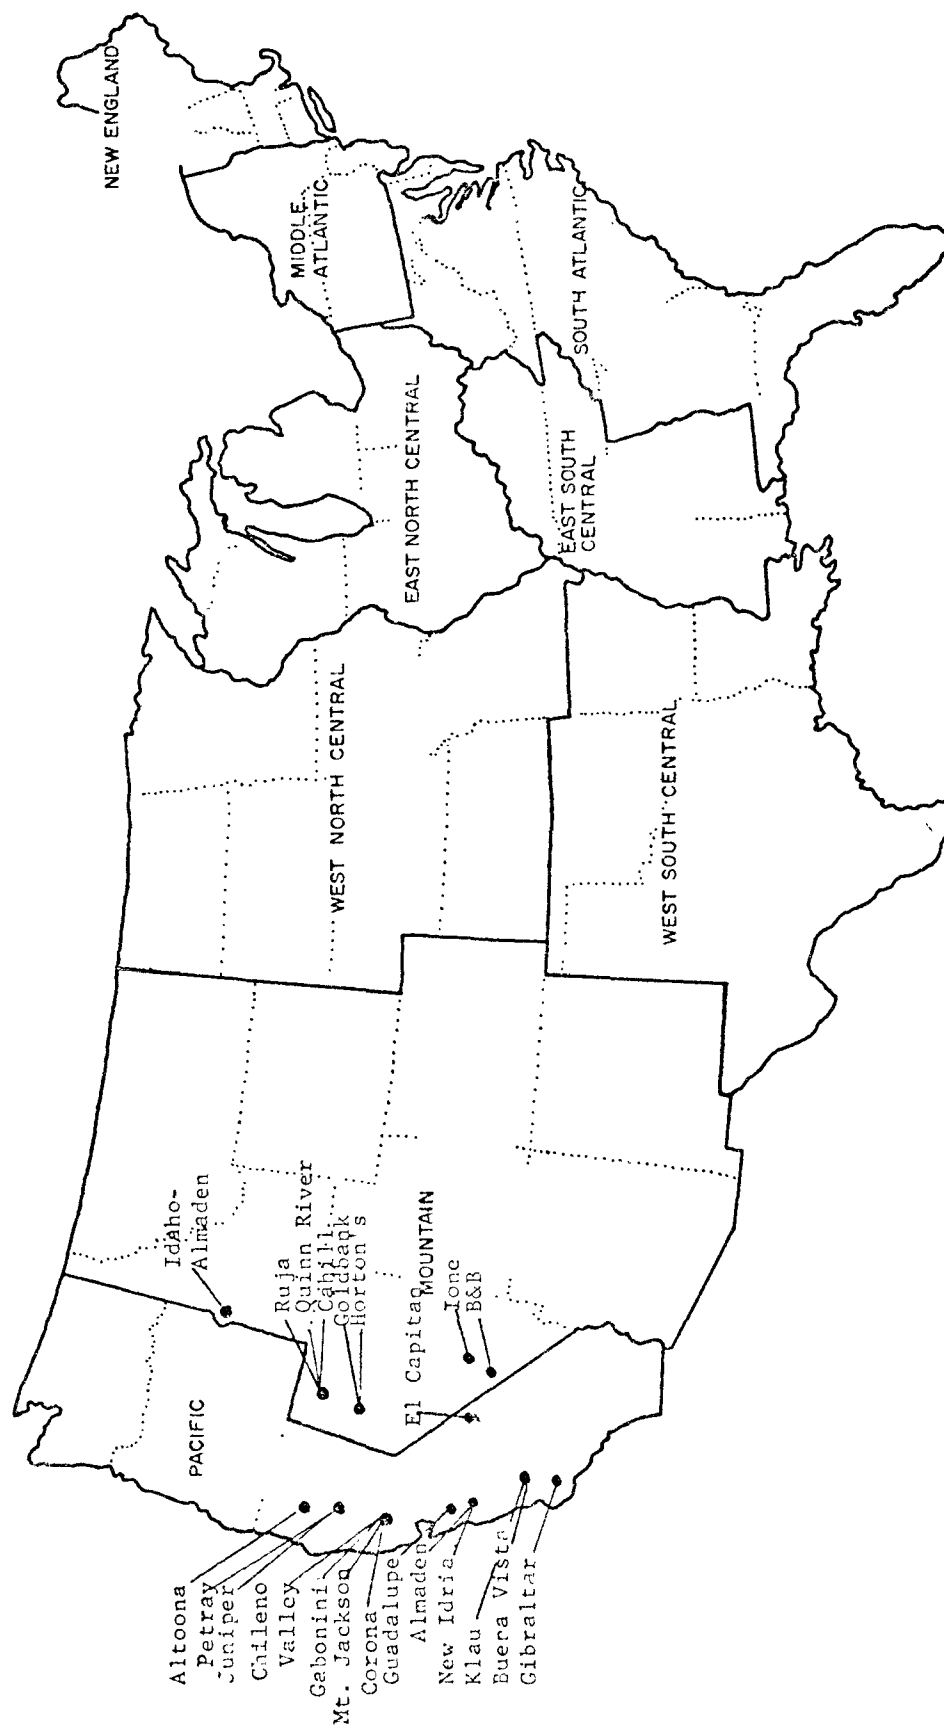 NEW ENGLAND
MIDDLE
ATLANTIC
SOUTH ATLANTIC
EAST NORTH CENTRAL
EAST SOUTH
CENTRAL
WEST NORTH CENTRAL
WEST SOUTH CENTRAL
MOUNTAIN
PACIFIC
Idaho-
Almaden
Ruja
Quinn River
Cahill
Goldbank
Horton's
El Capitan
Ione
B&B
Altoona
Petray
Juniper
Chileno
Valley
Gabonini
Mt. Jackson
Corona
Guadalupe
Almaden
New Idria
Klau
Buena Vista
Gibraltar